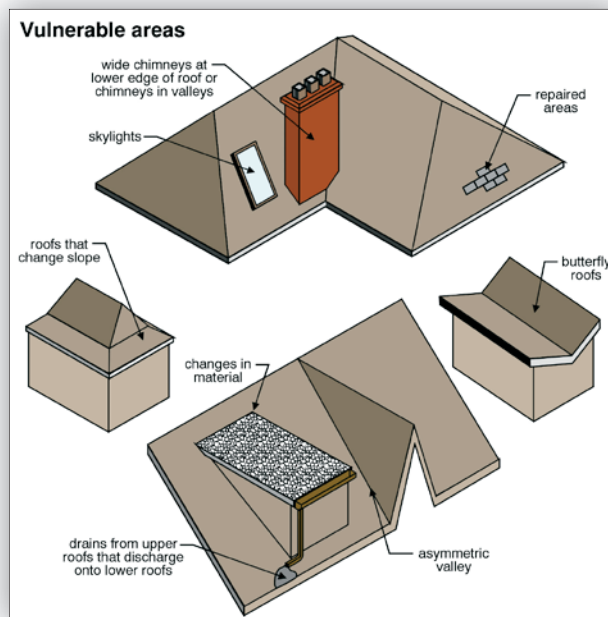 Vulnerable areas
wide chimneys at
lower edge of roof or
chimneys in valleys
repaired
areas
skylights
roofs that
change slope
butterfly
roofs
changes in
material
drains from upper
roofs that discharge
onto lower roofs
asymmetric
valley